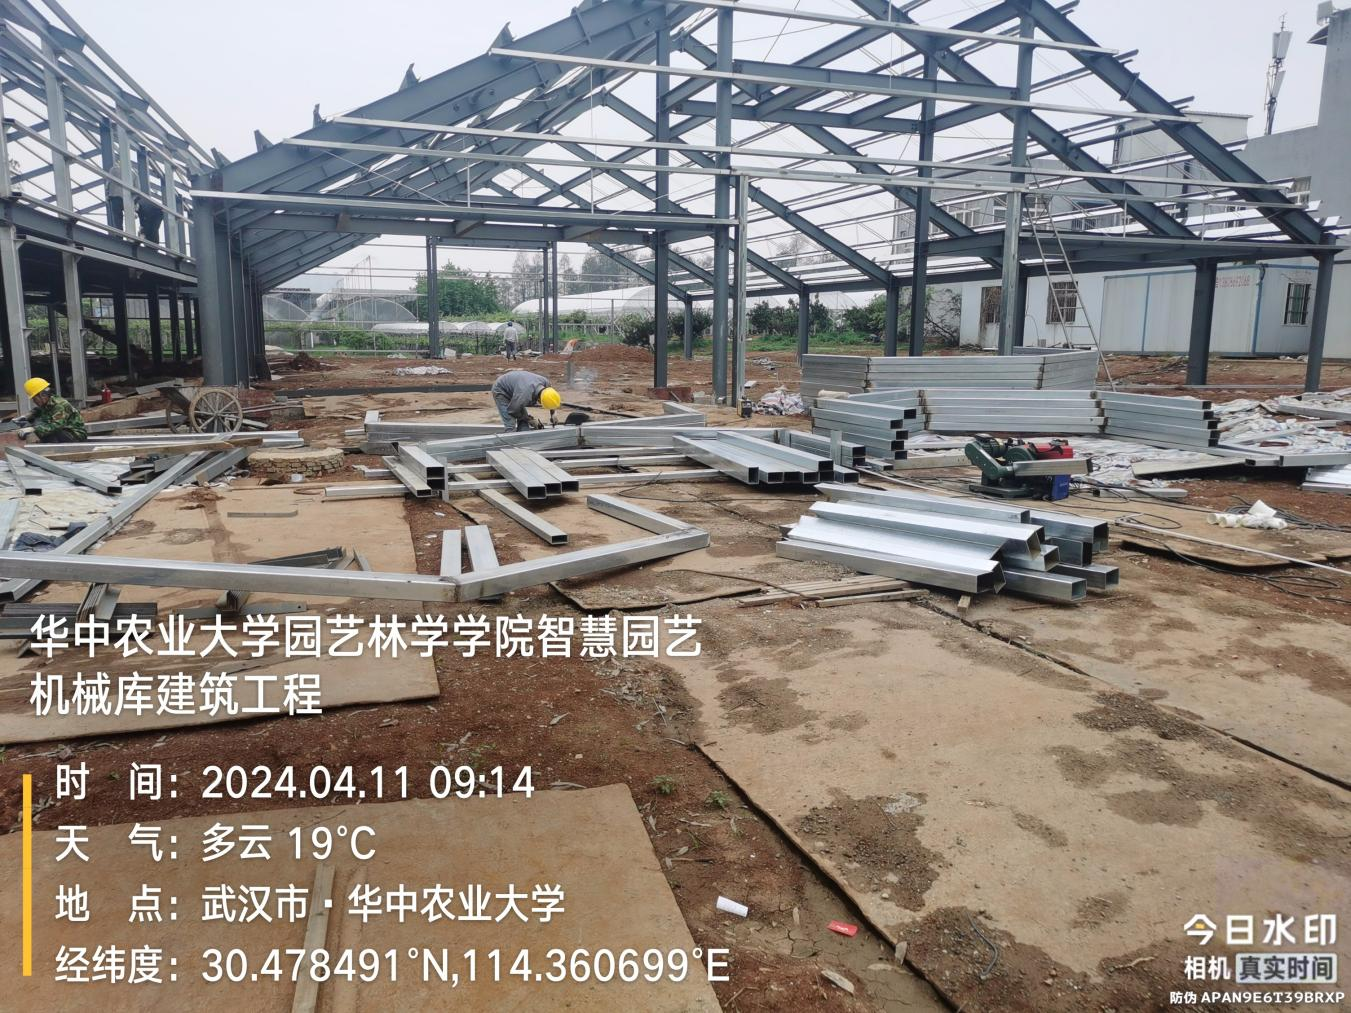 华中农业大学园艺林学学院智慧园艺
机械库建筑工程
时 间：2024.04.11 09:14
天 气：多云 19°C
地 点：武汉市·华中农业大学
经纬度：30.478491°N,114.360699°E
今日水印
相机 真实时间
防伪 APAN9E6T39BRXP